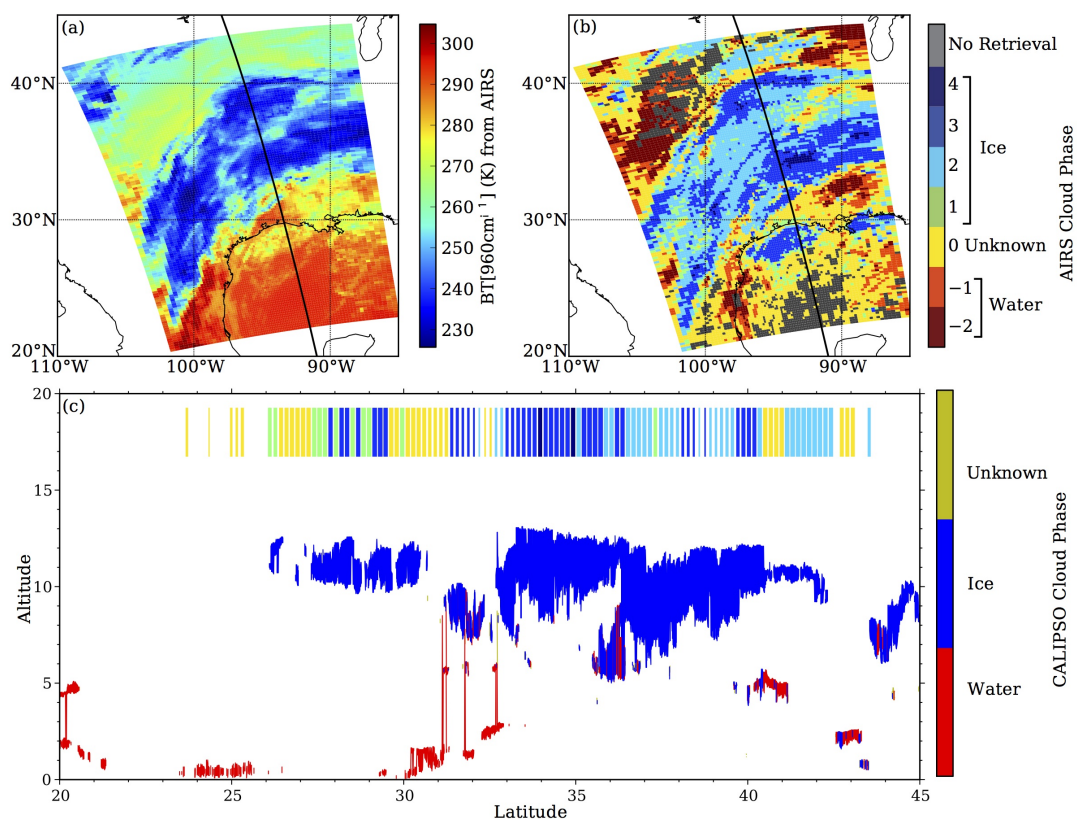 (a)
40°N
30°N
20°N
110°W
100°W
90°W
300
290
280
270
260
250
240
230
BT[960cmⁱ ¹] (K) from AIRS
(b)
40°N
30°N
20°N
110°W
100°W
90°W
No Retrieval
4
3
Ice
2
1
0 Unknown
−1
Water
−2
AIRS Cloud Phase
(c)
20
15
10
5
0
Altitude
20
25
30
35
40
45
Latitude
Unknown
Ice
Water
CALIPSO Cloud Phase